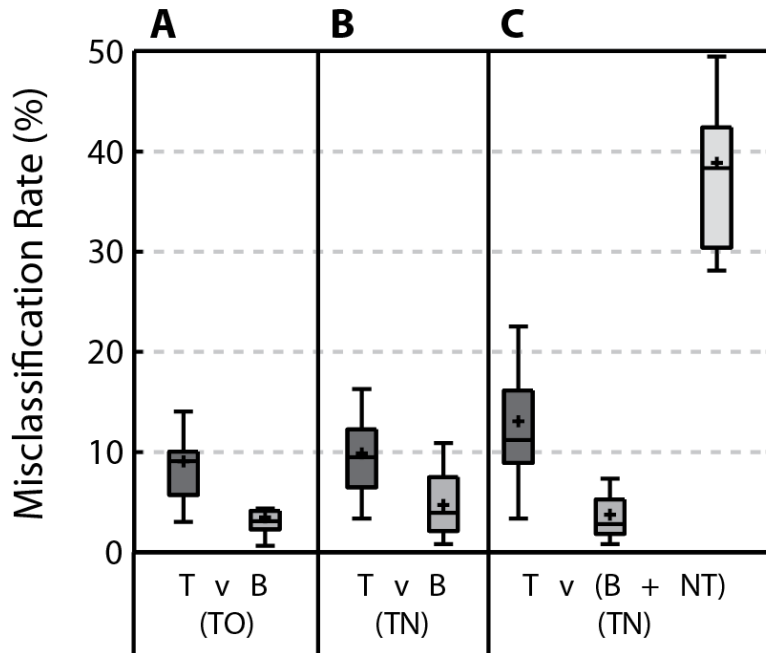 A B C
Misclassification Rate (%)
50
40
30
20
10
0
T v B T v B T v (B + NT)
(TO) (TN) (TN)